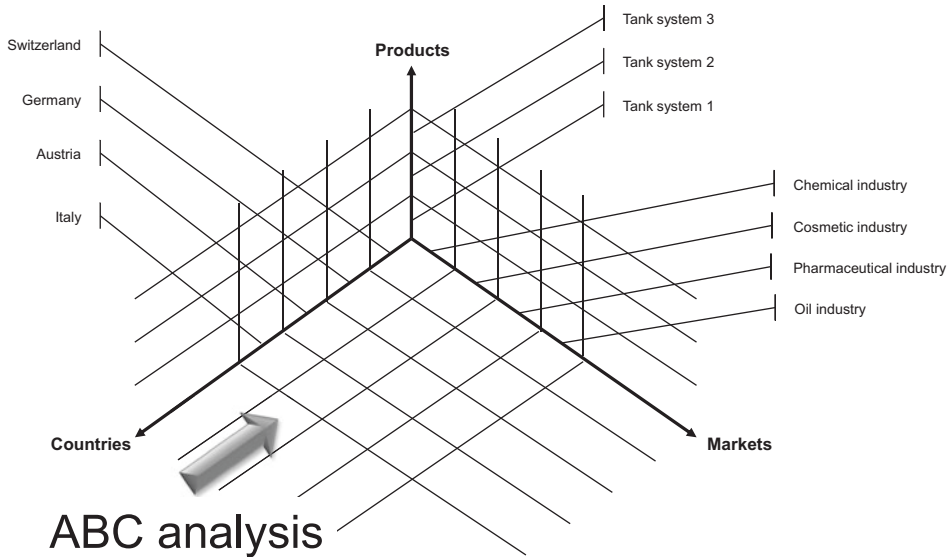 Tank system 3
Switzerland
Products
Tank system 2
Germany
Tank system 1
Austria
Chemical industry
Italy
Cosmetic industry
Pharmaceutical industry
Oil industry
Countries
Markets
ABC analysis